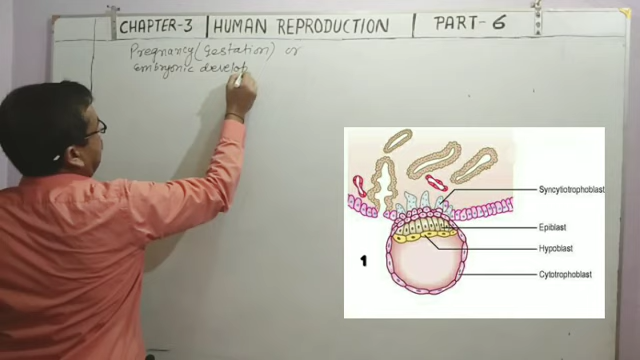 CHAPTER-3 HUMAN REPRODUCTION PART-6
Pregnancy (Gestation) or
embryonic develop
Syncytiotrophoblast
Epiblast
Hypoblast
Cytotrophoblast
1